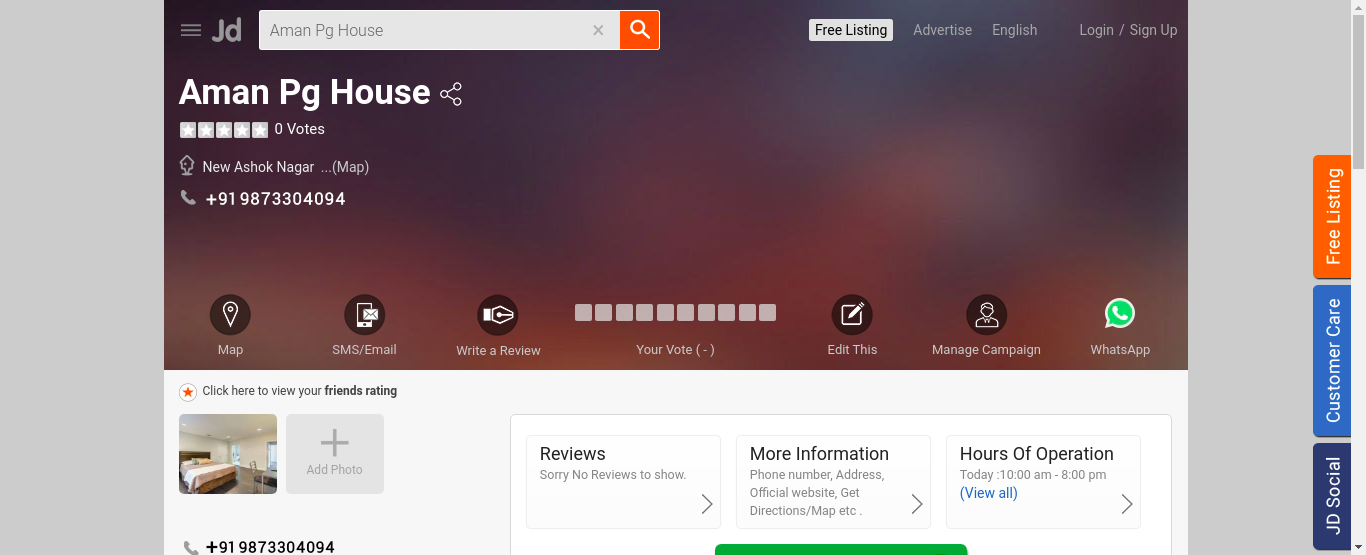 Jd
Aman Pg House
Free Listing
Advertise
English
Login / Sign Up
Aman Pg House
0 Votes
New Ashok Nagar ...(Map)
+919873304094
Map
SMS/Email
Write a Review
Your Vote ( - )
Edit This
Manage Campaign
WhatsApp
Click here to view your friends rating
Add Photo
Reviews
Sorry No Reviews to show.
More Information
Phone number, Address,
Official website, Get
Directions/Map etc .
Hours Of Operation
Today :10:00 am - 8:00 pm
(View all)
+919873304094
Free Listing
Customer Care
JD Social